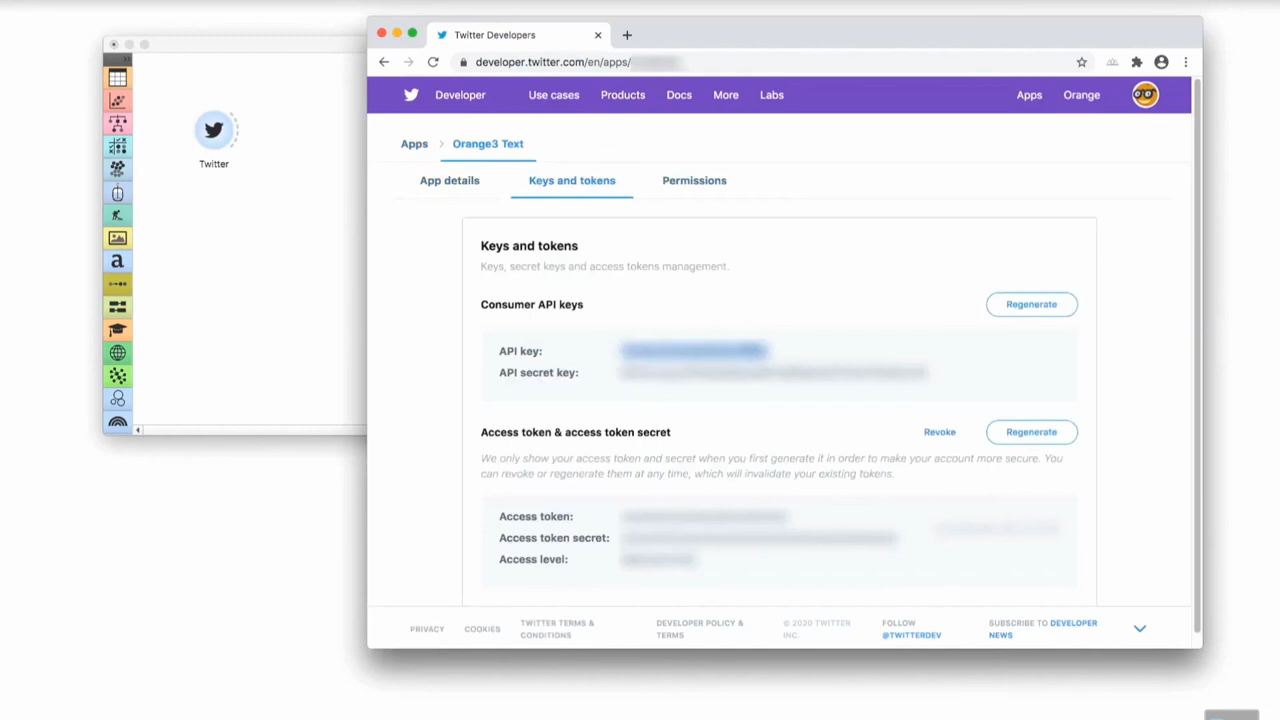 Twitter Developers
developer.twitter.com/en/apps/
Developer
Use cases
Products
Docs
More
Labs
Apps
Orange
Twitter
Apps
Orange3 Text
App details
Keys and tokens
Permissions
Keys and tokens
Keys, secret keys and access tokens management.
Consumer API keys
Regenerate
API key:
API secret key:
Access token & access token secret
Revoke
Regenerate
We only show your access token and secret when you first generate it in order to make your account more secure. You
can revoke or regenerate them at any time, which will invalidate your existing tokens.
Access token:
Access token secret:
Access level:
PRIVACY
COOKIES
TWITTER TERMS &
CONDITIONS
DEVELOPER POLICY &
TERMS
© 2020 TWITTER
INC.
FOLLOW
@TWITTERDEV
SUBSCRIBE TO DEVELOPER
NEWS
a